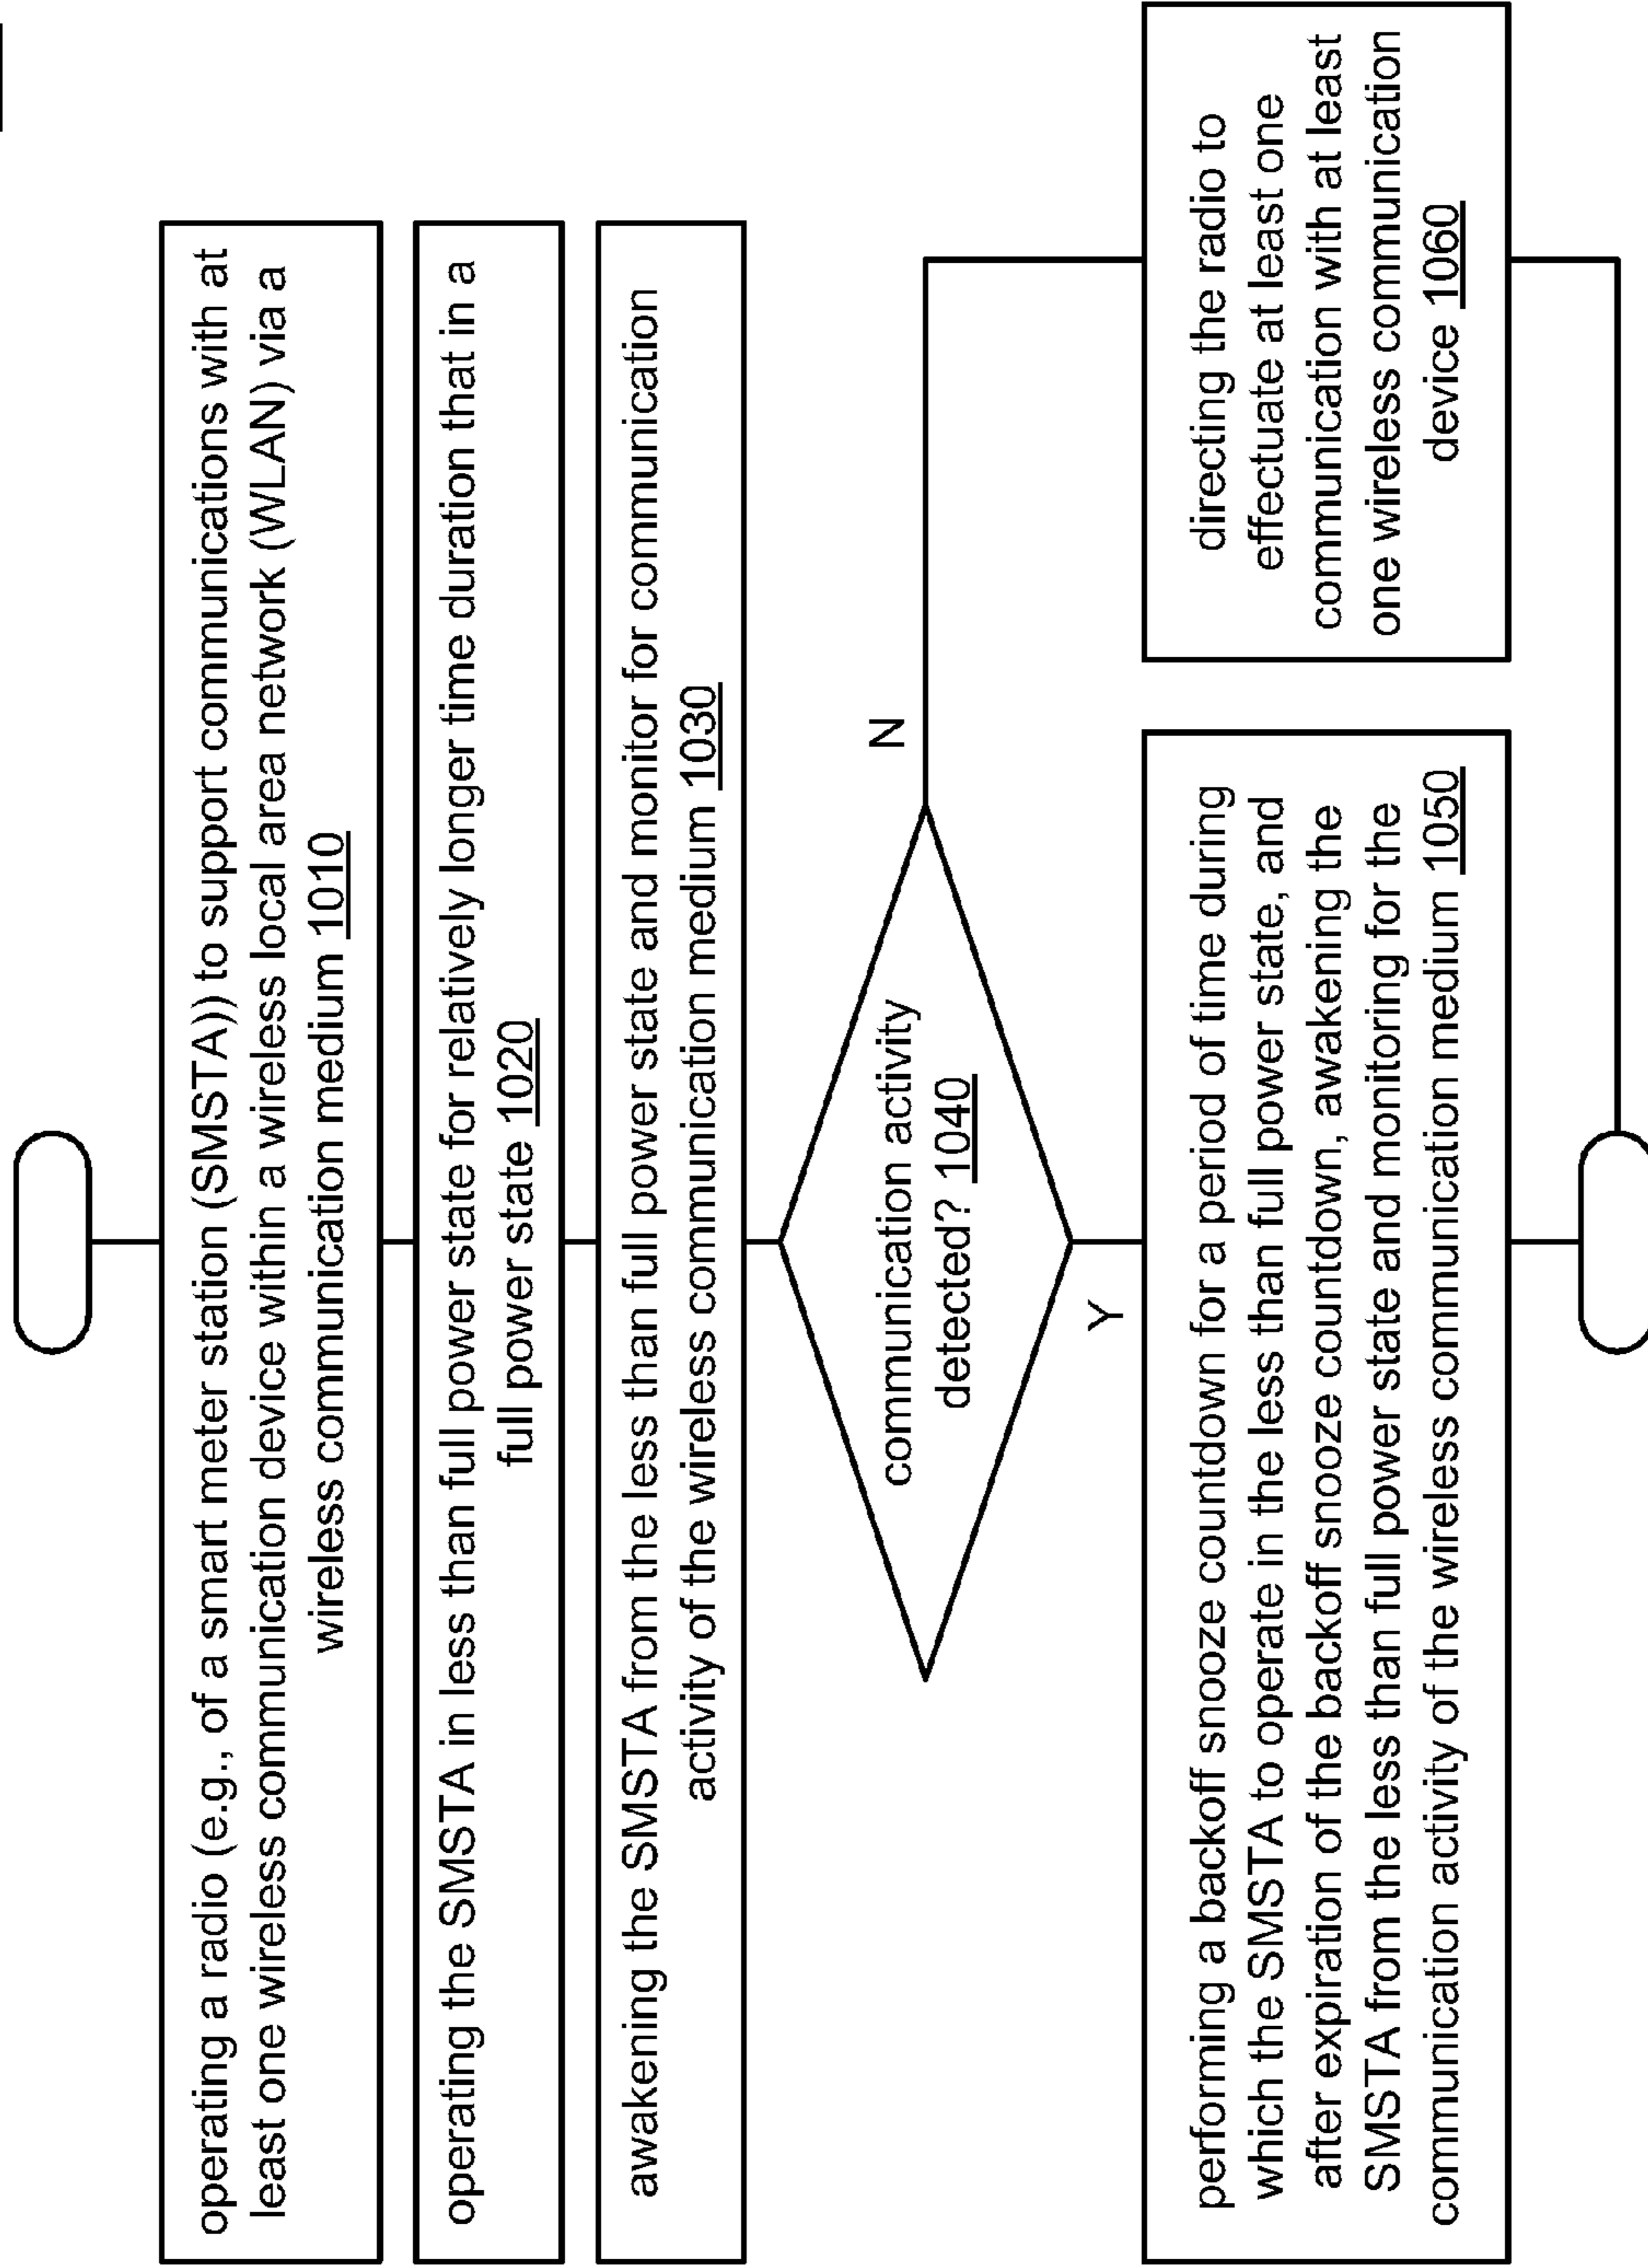 operating a radio (e.g., of a smart meter station (SMSTA)) to support communications with at
least one wireless communication device within a wireless local area network (WLAN) via a
wireless communication medium 1010
operating the SMSTA in less than full power state for relatively longer time duration that in a
full power state 1020
awakening the SMSTA from the less than full power state and monitor for communication
activity of the wireless communication medium 1030
communication activity
detected? 1040
N
Y
performing a backoff snooze countdown for a period of time during
which the SMSTA to operate in the less than full power state, and
after expiration of the backoff snooze countdown, awakening the
SMSTA from the less than full power state and monitoring for the
communication activity of the wireless communication medium 1050
directing the radio to
effectuate at least one
communication with at least
one wireless communication
device 1060